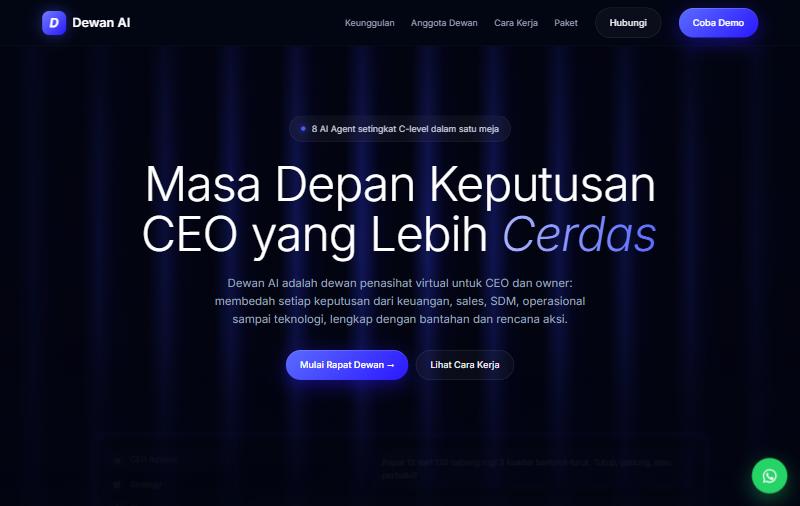 D Dewan AI
Keunggulan
Anggota Dewan
Cara Kerja
Paket
Hubungi
Coba Demo
8 AI Agent setingkat C-level dalam satu meja
Masa Depan Keputusan
CEO yang Lebih Cerdas
Dewan AI adalah dewan penasihat virtual untuk CEO dan owner:
membedah setiap keputusan dari keuangan, sales, SDM, operasional
sampai teknologi, lengkap dengan bantahan dan rencana aksi.
Mulai Rapat Dewan →
Lihat Cara Kerja